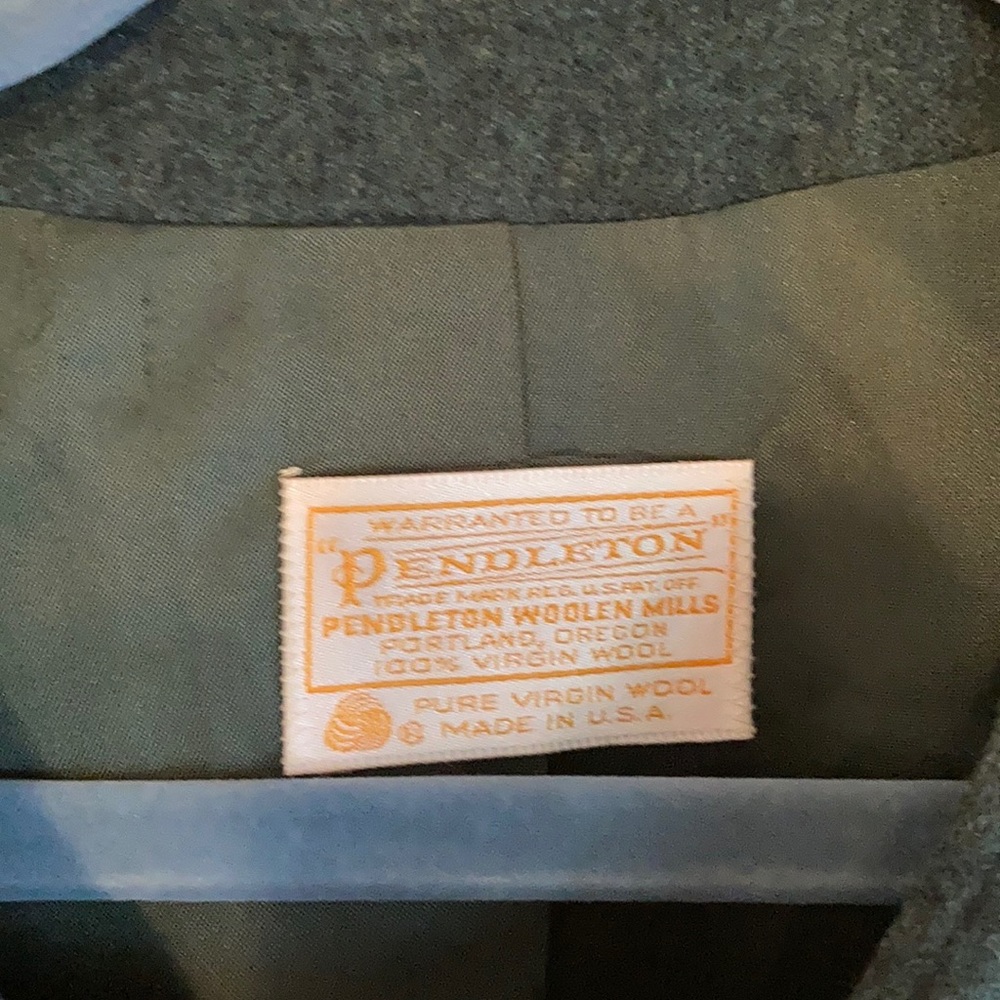 WARRANTED TO BE A
"PENDLETON"
TRADE MARK REG. U.S. PAT. OFF
PENDLETON WOOLEN MILLS
PORTLAND, OREGON
100% VIRGIN WOOL
PURE VIRGIN WOOL
® MADE IN U.S.A.